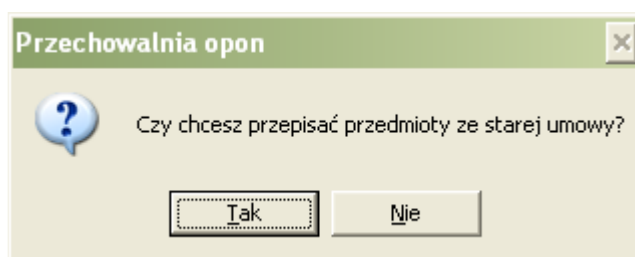 Przechowalnia opon
Czy chcesz przepisać przedmioty ze starej umowy?
Tak Nie